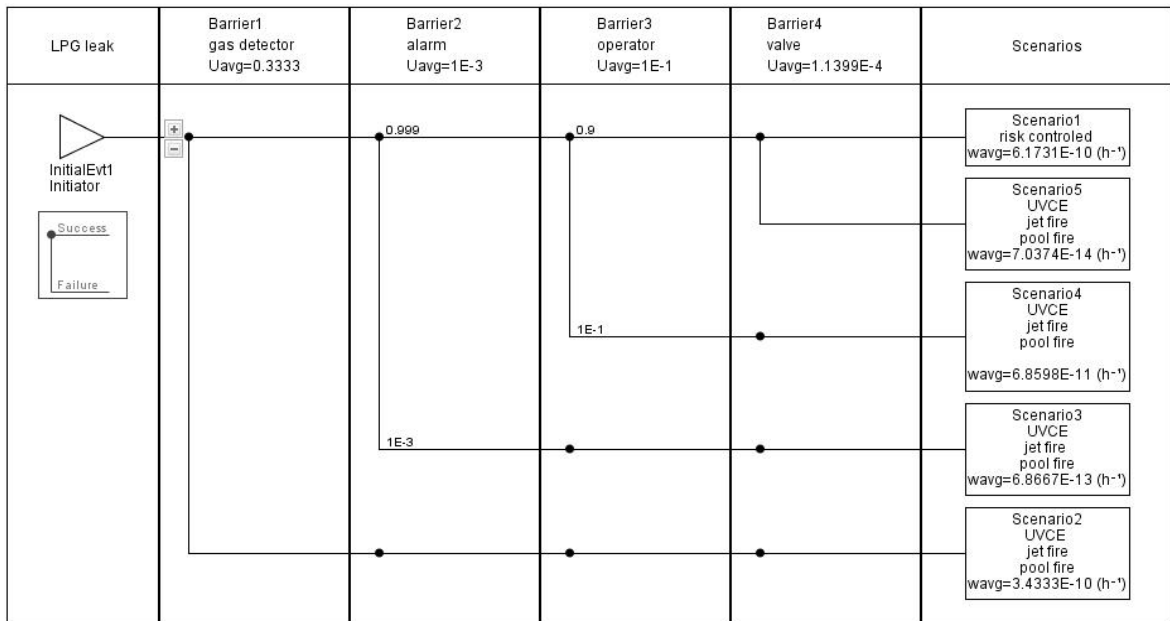 LPG leak
Barrier1
gas detector
Uavg=0.3333
Barrier2
alarm
Uavg=1E-3
Barrier3
operator
Uavg=1E-1
Barrier4
valve
Uavg=1.1399E-4
Scenarios
InitialEvt1
Initiator
Success
Failure
0.999
0.9
1E-1
1E-3
Scenario1
risk controled
wavg=6.1731E-10 (h⁻¹)
Scenario5
UVCE
jet fire
pool fire
wavg=7.0374E-14 (h⁻¹)
Scenario4
UVCE
jet fire
pool fire
wavg=6.8598E-11 (h⁻¹)
Scenario3
UVCE
jet fire
pool fire
wavg=6.8667E-13 (h⁻¹)
Scenario2
UVCE
jet fire
pool fire
wavg=3.4333E-10 (h⁻¹)